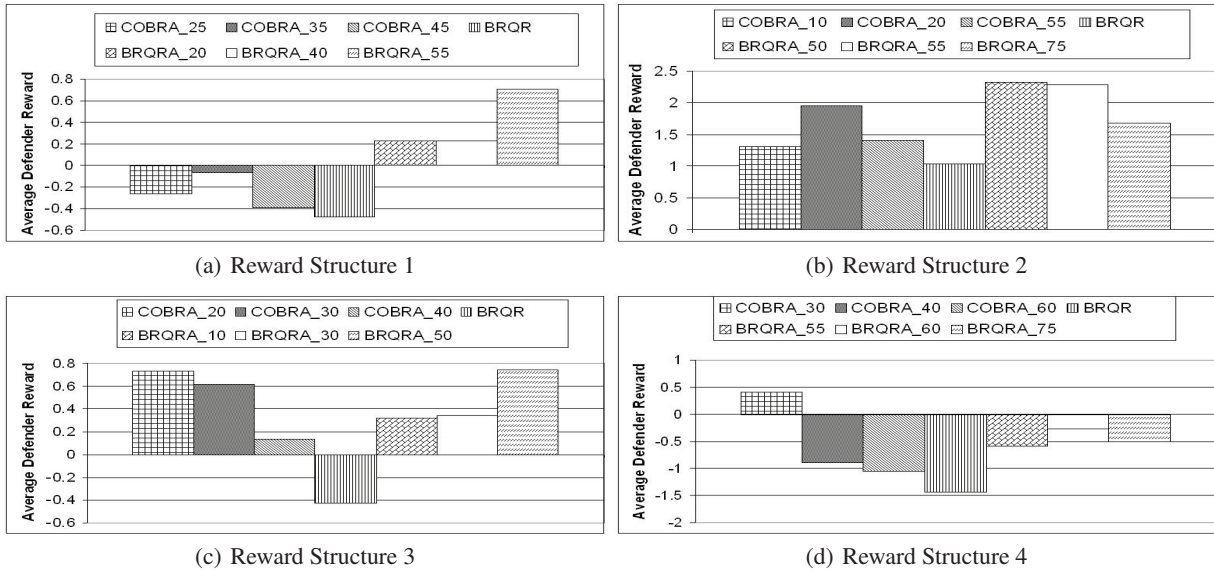 COBRA_25 COBRA_35 COBRA_45 BRQR
BRQRA_20 BRQRA_40 BRQRA_55
Average Defender Reward
0.8
0.6
0.4
0.2
0
-0.2
-0.4
-0.6
(a) Reward Structure 1
COBRA_10 COBRA_20 COBRA_55 BRQR
BRQRA_50 BRQRA_55 BRQRA_75
Average Defender Reward
2.5
2
1.5
1
0.5
0
(b) Reward Structure 2
COBRA_20 COBRA_30 COBRA_40 BRQR
BRQRA_10 BRQRA_30 BRQRA_50
Average Defender Reward
0.8
0.6
0.4
0.2
0
-0.2
-0.4
-0.6
(c) Reward Structure 3
COBRA_30 COBRA_40 COBRA_60 BRQR
BRQRA_55 BRQRA_60 BRQRA_75
Average Defender Reward
1
0.5
0
-0.5
-1
-1.5
-2
(d) Reward Structure 4